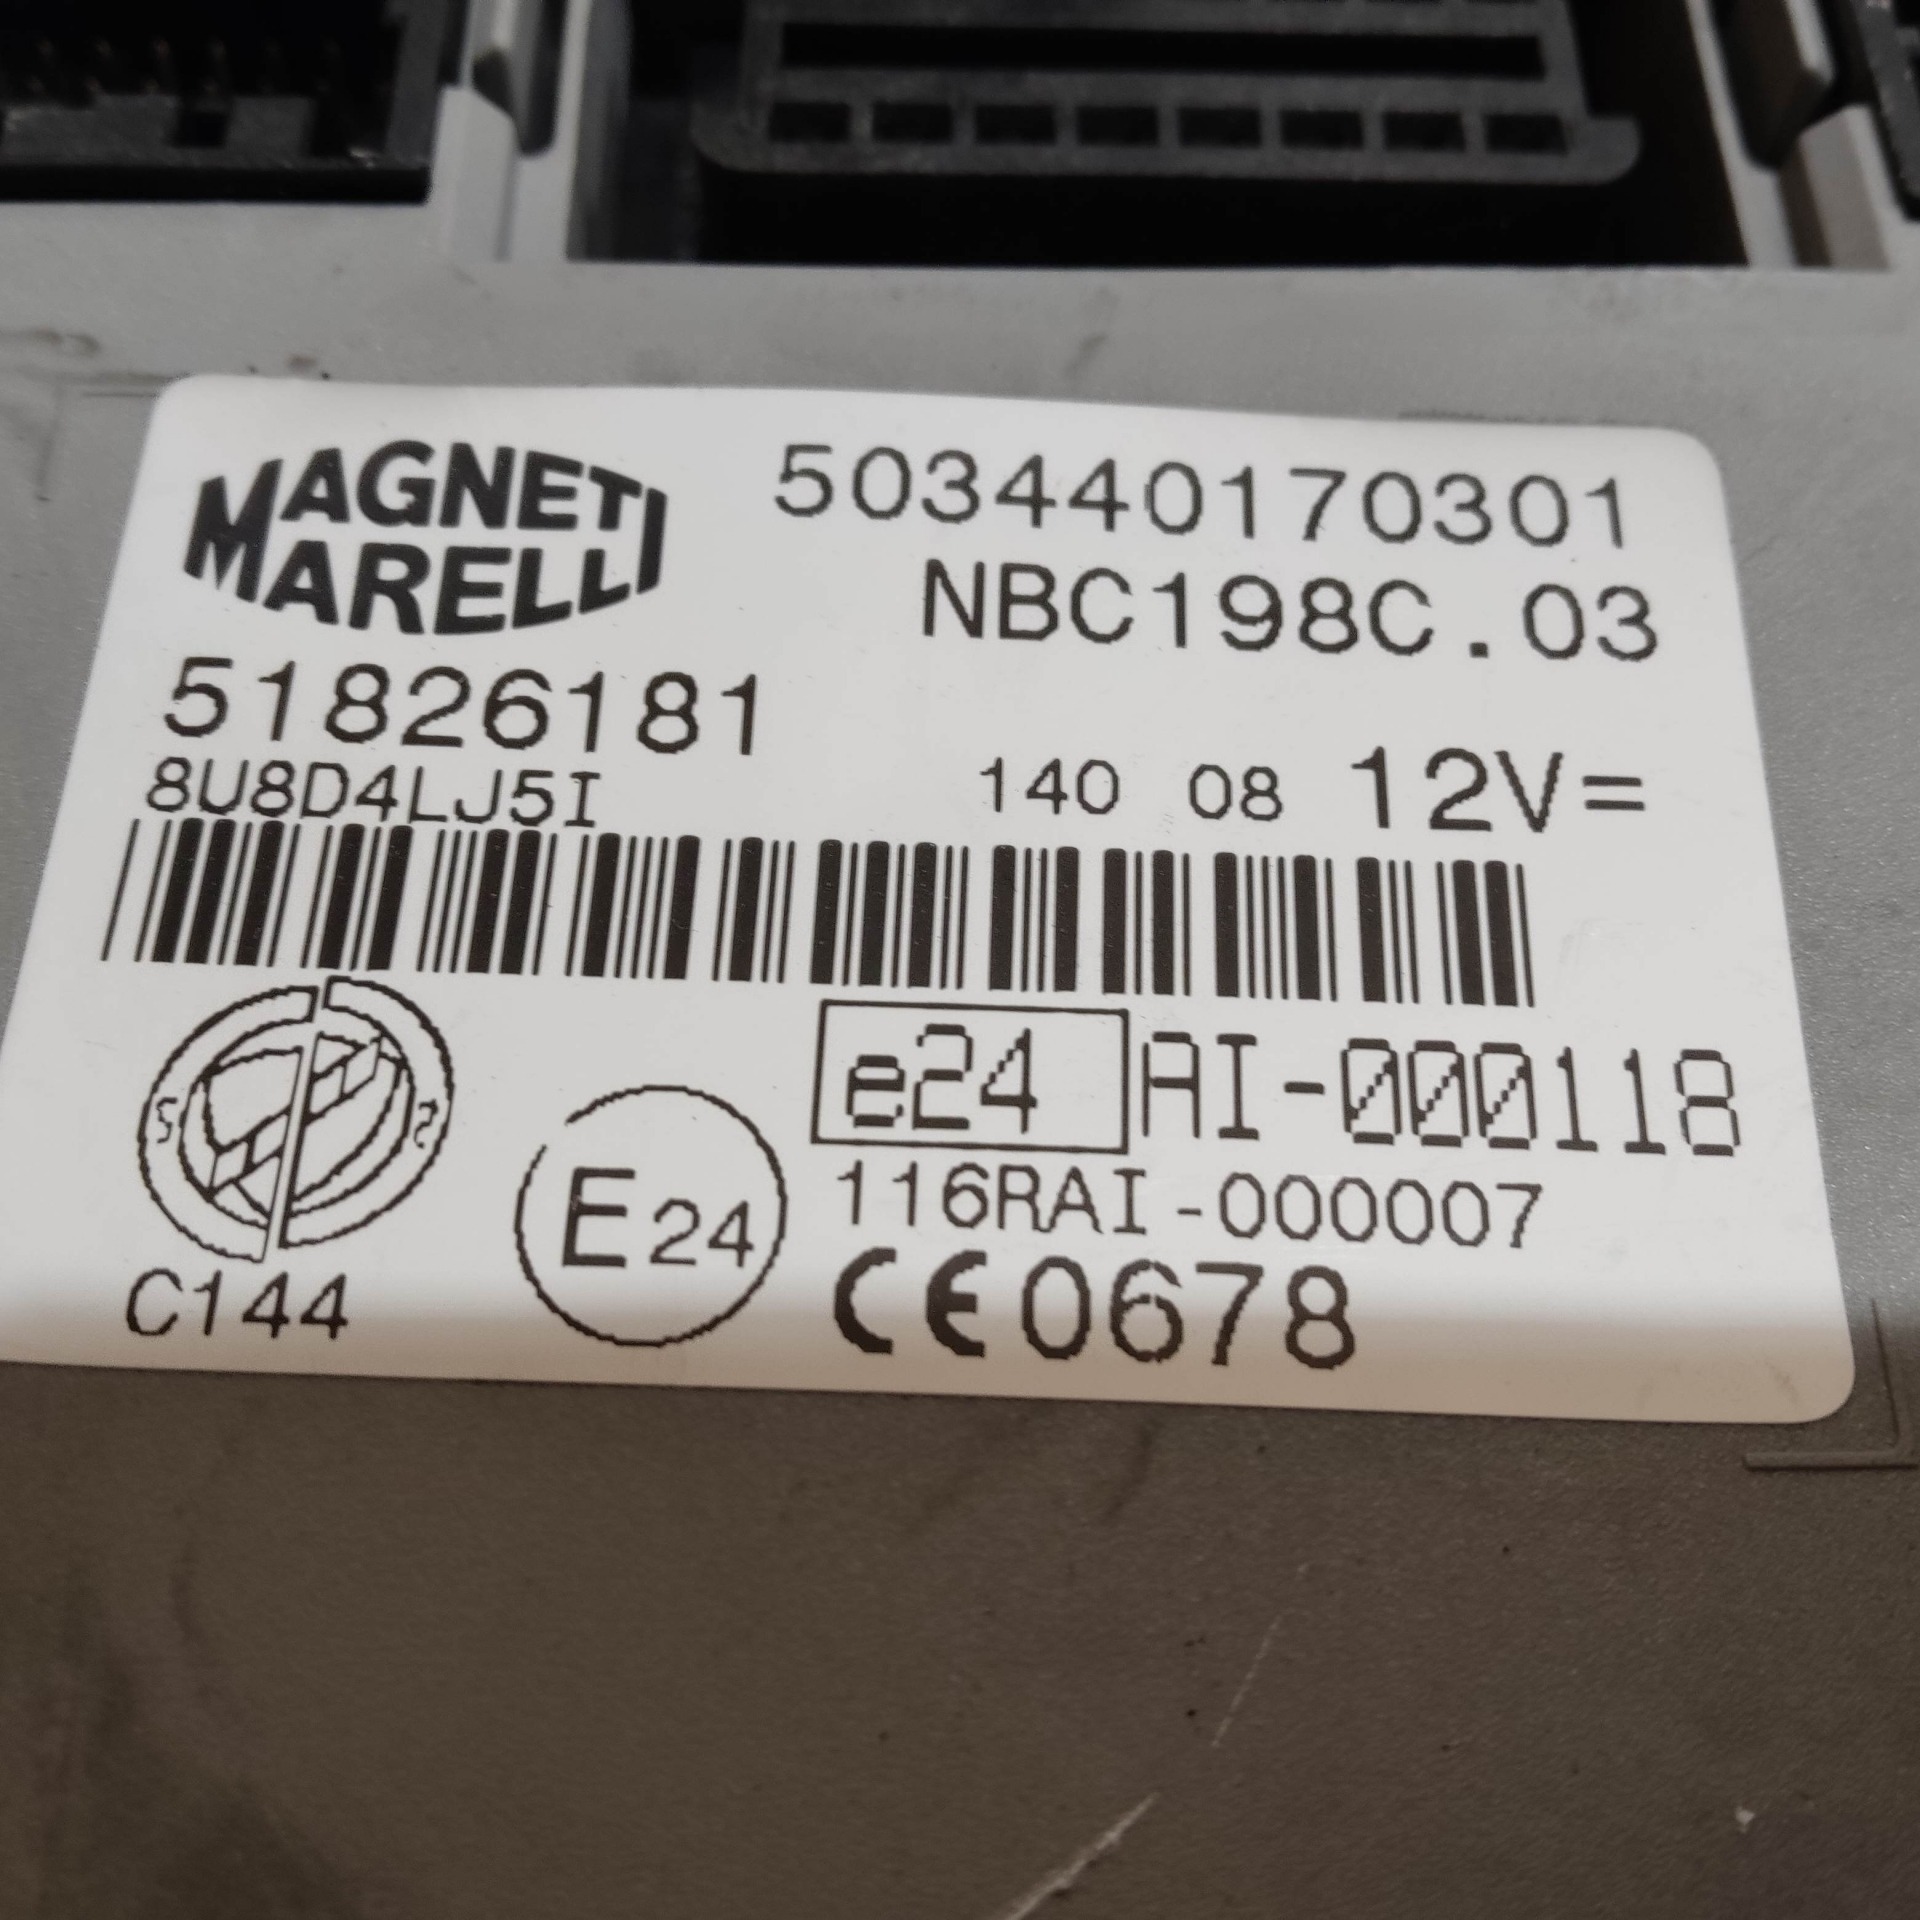 MAGNETI
MARELLI
503440170301
NBC198C.03
51826181
8U8D4LJ5I 140 08 12V=
e24 AI-000118
E24 116RAI-000007
C144 CE0678